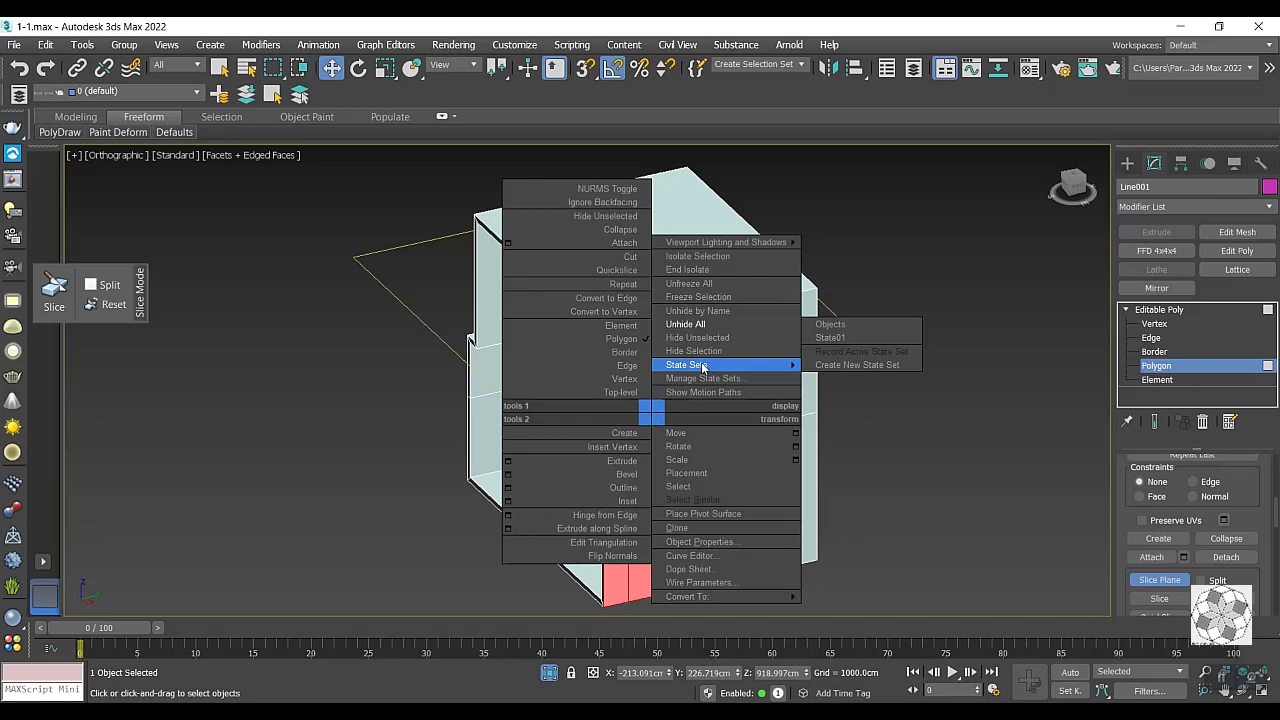 1-1.max - Autodesk 3ds Max 2022
File Edit Tools Group Views Create Modifiers Animation Graph Editors Rendering Customize Scripting Content Civil View Substance Arnold Help Workspaces: Default
All View Create Selection Set C:\Users\Par...3ds Max 2022
0 (default)
Modeling Freeform Selection Object Paint Populate
PolyDraw Paint Deform Defaults
[+] [Orthographic] [Standard] [Facets + Edged Faces]
Slice
Split
Reset
Slice Mode
NURMS Toggle
Ignore Backfacing
Hide Unselected
Collapse
Attach
Cut
Quickslice
Repeat
Convert to Edge
Convert to Vertex
Element
Polygon
Border
Edge
Vertex
Top-level
tools 1
tools 2
Create
Insert Vertex
Extrude
Bevel
Outline
Inset
Hinge from Edge
Extrude along Spline
Edit Triangulation
Flip Normals
Viewport Lighting and Shadows
Isolate Selection
End Isolate
Unfreeze All
Freeze Selection
Unhide by Name
Unhide All
Hide Unselected
Hide Selection
State Sets
Manage State Sets...
Show Motion Paths
display
transform
Move
Rotate
Scale
Placement
Select
Select Similar
Place Pivot Surface
Clone
Object Properties...
Curve Editor...
Dope Sheet...
Wire Parameters...
Convert To:
Objects
State01
Record Active State Set
Create New State Set
Line001
Modifier List
Extrude Edit Mesh
FFD 4x4x4 Edit Poly
Lathe Lattice
Mirror
Editable Poly
Vertex
Edge
Border
Polygon
Element
Repeat Last
Constraints
None Edge
Face Normal
Preserve UVs
Create Collapse
Attach Detach
Slice Plane Split
Slice
z
0 / 100
0 5 10 15 20 25 30 35 40 45 50 55 60 65 70 75 80 85 90 95 100
MAXScript Mini
1 Object Selected
Click or click-and-drag to select objects
X: -213.091cm Y: 226.719cm Z: 918.997cm Grid = 1000.0cm
Enabled: 1 Add Time Tag
0
Auto Selected
Set K. Filters...